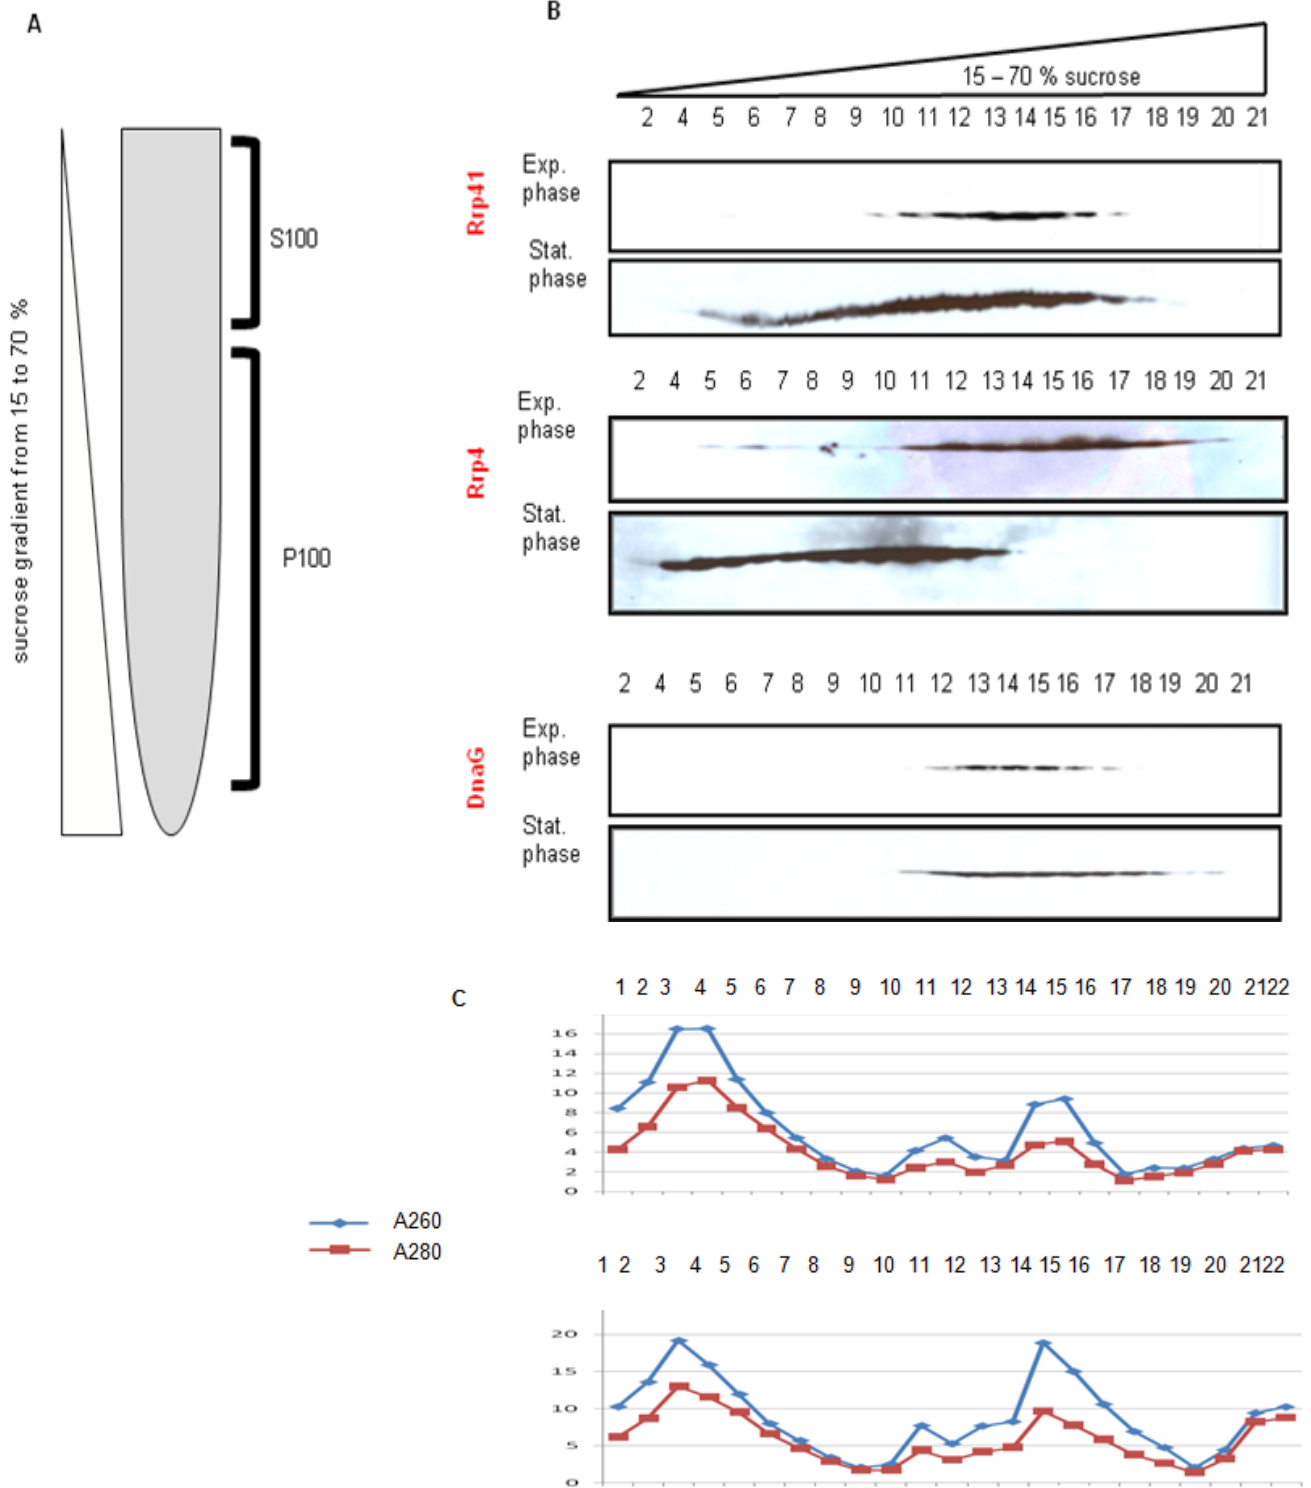 A
sucrose gradient from 15 to 70 %
S100
P100
B
15 – 70 % sucrose
2 4 5 6 7 8 9 10 11 12 13 14 15 16 17 18 19 20 21
Rrp41
Exp.
phase
Stat.
phase
2 4 5 6 7 8 9 10 11 12 13 14 15 16 17 18 19 20 21
Rrp4
Exp.
phase
Stat.
phase
2 4 5 6 7 8 9 10 11 12 13 14 15 16 17 18 19 20 21
DnaG
Exp.
phase
Stat.
phase
C
1 2 3 4 5 6 7 8 9 10 11 12 13 14 15 16 17 18 19 20 2122
16
14
12
10
8
6
4
2
0
A260
A280
1 2 3 4 5 6 7 8 9 10 11 12 13 14 15 16 17 18 19 20 2122
20
15
10
5
0